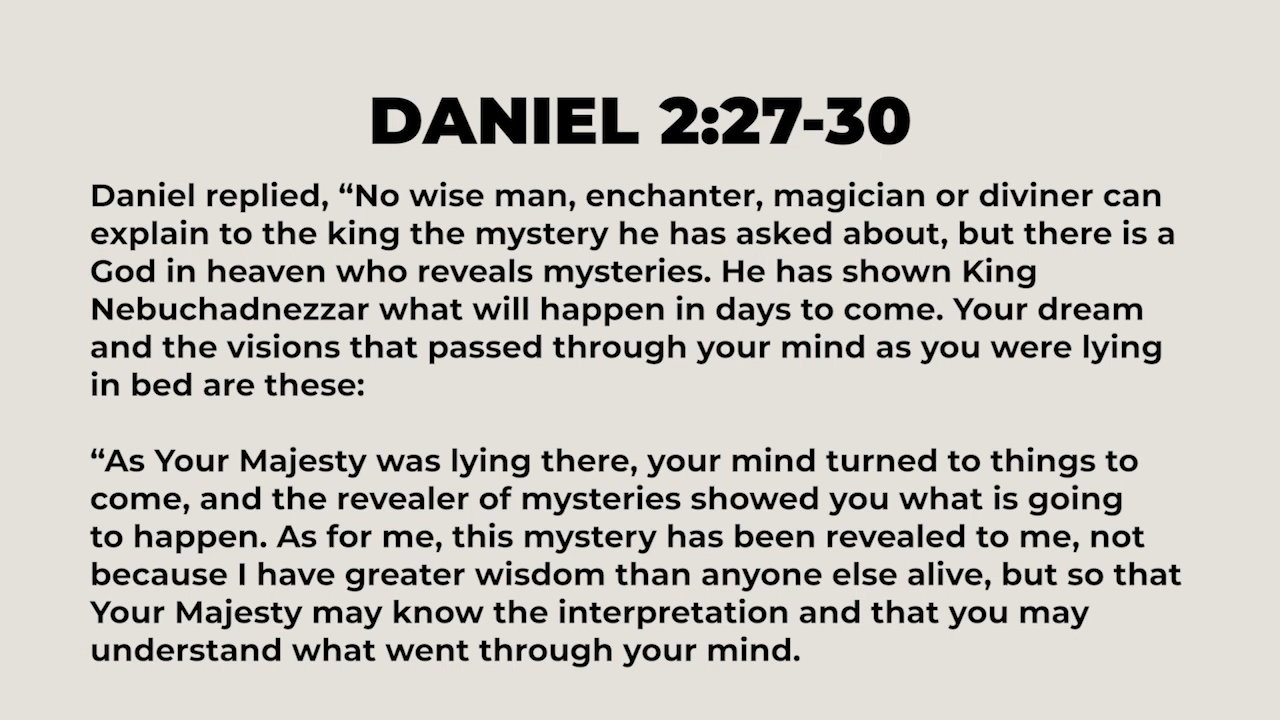 DANIEL 2:27-30
Daniel replied, “No wise man, enchanter, magician or diviner can
explain to the king the mystery he has asked about, but there is a
God in heaven who reveals mysteries. He has shown King
Nebuchadnezzar what will happen in days to come. Your dream
and the visions that passed through your mind as you were lying
in bed are these:
“As Your Majesty was lying there, your mind turned to things to
come, and the revealer of mysteries showed you what is going
to happen. As for me, this mystery has been revealed to me, not
because I have greater wisdom than anyone else alive, but so that
Your Majesty may know the interpretation and that you may
understand what went through your mind.